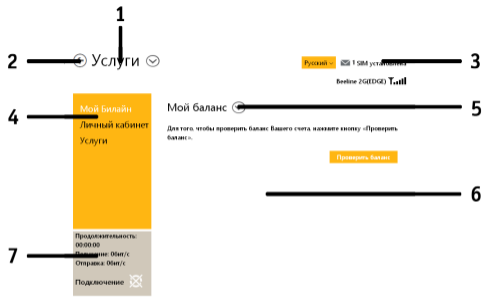 1
2
Услуги
Русский
1 SIM установлена
3
Beeline 2G(EDGE)
4
Мой Билайн
Личный кабинет
Услуги
Мой баланс
5
Для того, чтобы проверить баланс Вашего счета, нажмите кнопку «Проверить
баланс».
Проверить баланс
6
7
Продолжительность:
00:00:00
0бит/с
Отправка: 0бит/с
Подключение